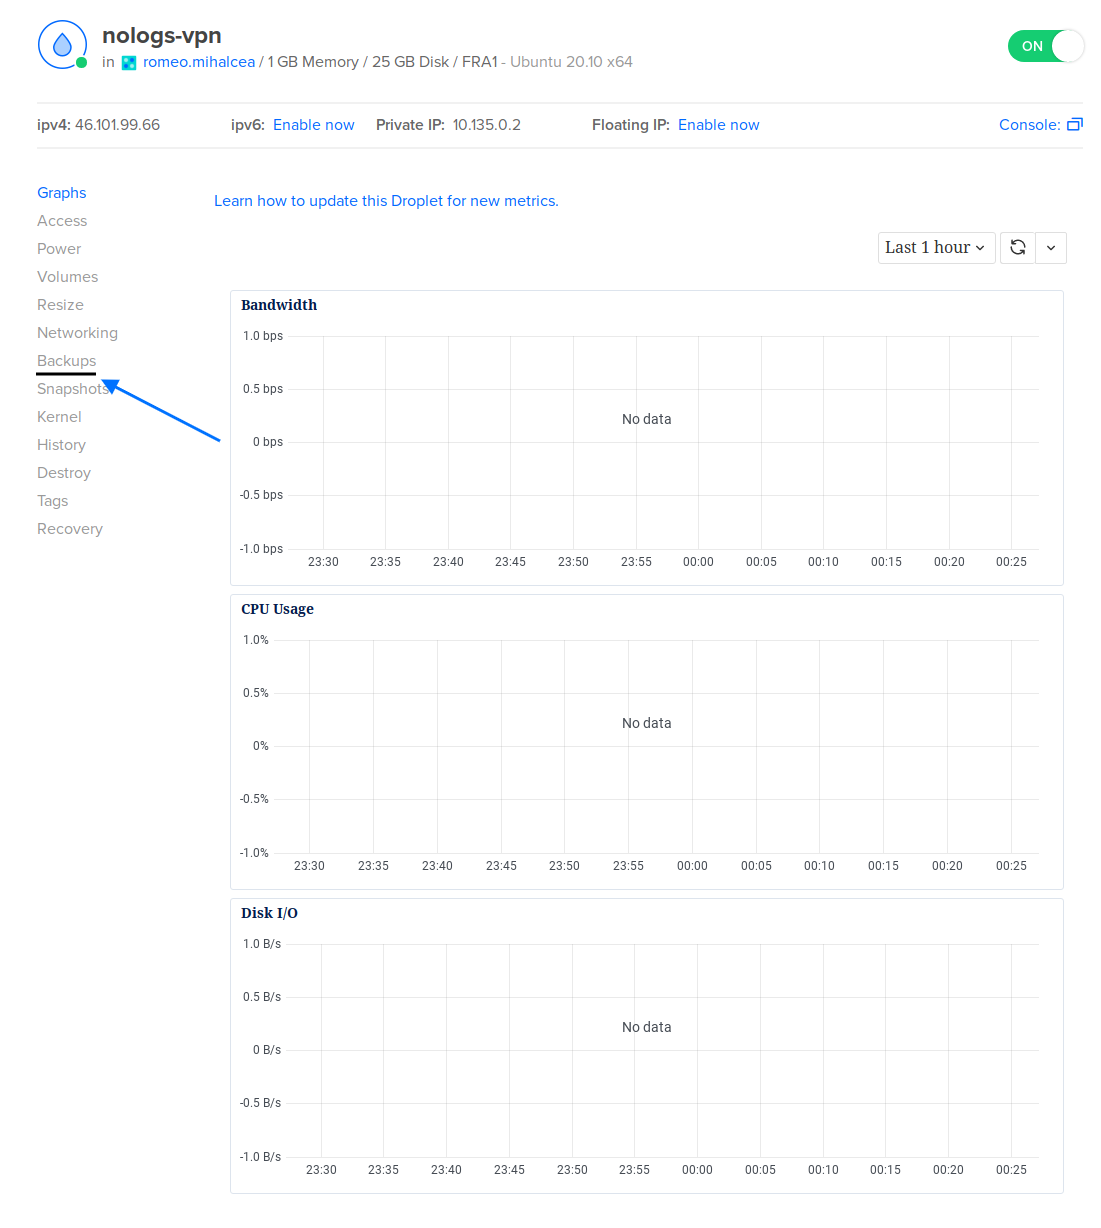 nologs-vpn
in romeo.mihalcea / 1 GB Memory / 25 GB Disk / FRA1 - Ubuntu 20.10 x64
ON
ipv4: 46.101.99.66 ipv6: Enable now Private IP: 10.135.0.2 Floating IP: Enable now Console:
Graphs
Access
Power
Volumes
Resize
Networking
Backups
Snapshots
Kernel
History
Destroy
Tags
Recovery
Learn how to update this Droplet for new metrics.
Last 1 hour
Bandwidth
1.0 bps
0.5 bps
No data
0 bps
-0.5 bps
-1.0 bps
23:30 23:35 23:40 23:45 23:50 23:55 00:00 00:05 00:10 00:15 00:20 00:25
CPU Usage
1.0%
0.5%
No data
0%
-0.5%
-1.0%
23:30 23:35 23:40 23:45 23:50 23:55 00:00 00:05 00:10 00:15 00:20 00:25
Disk I/O
1.0 B/s
0.5 B/s
No data
0 B/s
-0.5 B/s
-1.0 B/s
23:30 23:35 23:40 23:45 23:50 23:55 00:00 00:05 00:10 00:15 00:20 00:25